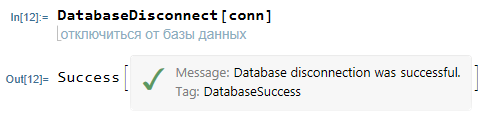 In[12]:= DatabaseDisconnect[conn]
отключиться от базы данных
Out[12]= Success[ Message: Database disconnection was successful. ]
Tag: DatabaseSuccess